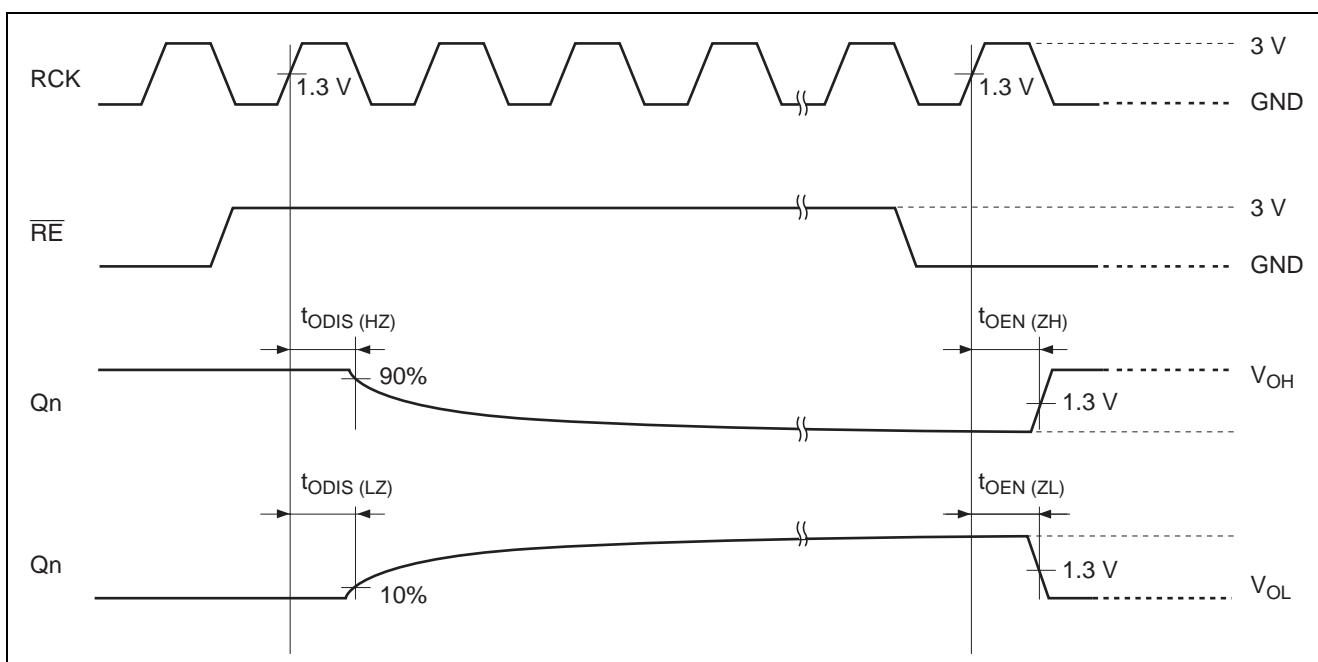 3 V
RCK
1.3 V
1.3 V
GND
3 V
RE
GND
tODIS (HZ)
tOEN (ZH)
90%
VOH
Qn
1.3 V
tODIS (LZ)
tOEN (ZL)
Qn
1.3 V
10%
VOL